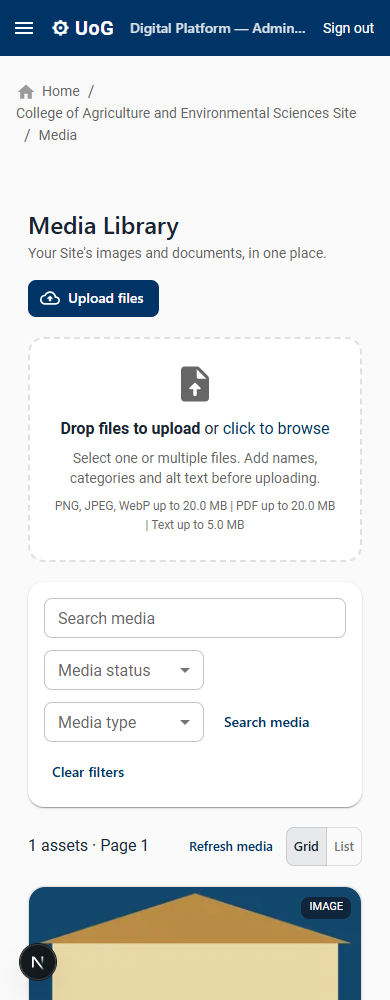 UoG Digital Platform — Admin... Sign out
Home /
College of Agriculture and Environmental Sciences Site
/ Media
Media Library
Your Site's images and documents, in one place.
Upload files
Drop files to upload or click to browse
Select one or multiple files. Add names,
categories and alt text before uploading.
PNG, JPEG, WebP up to 20.0 MB | PDF up to 20.0 MB
| Text up to 5.0 MB
Search media
Media status
Media type Search media
Clear filters
1 assets · Page 1 Refresh media Grid List
IMAGE
N